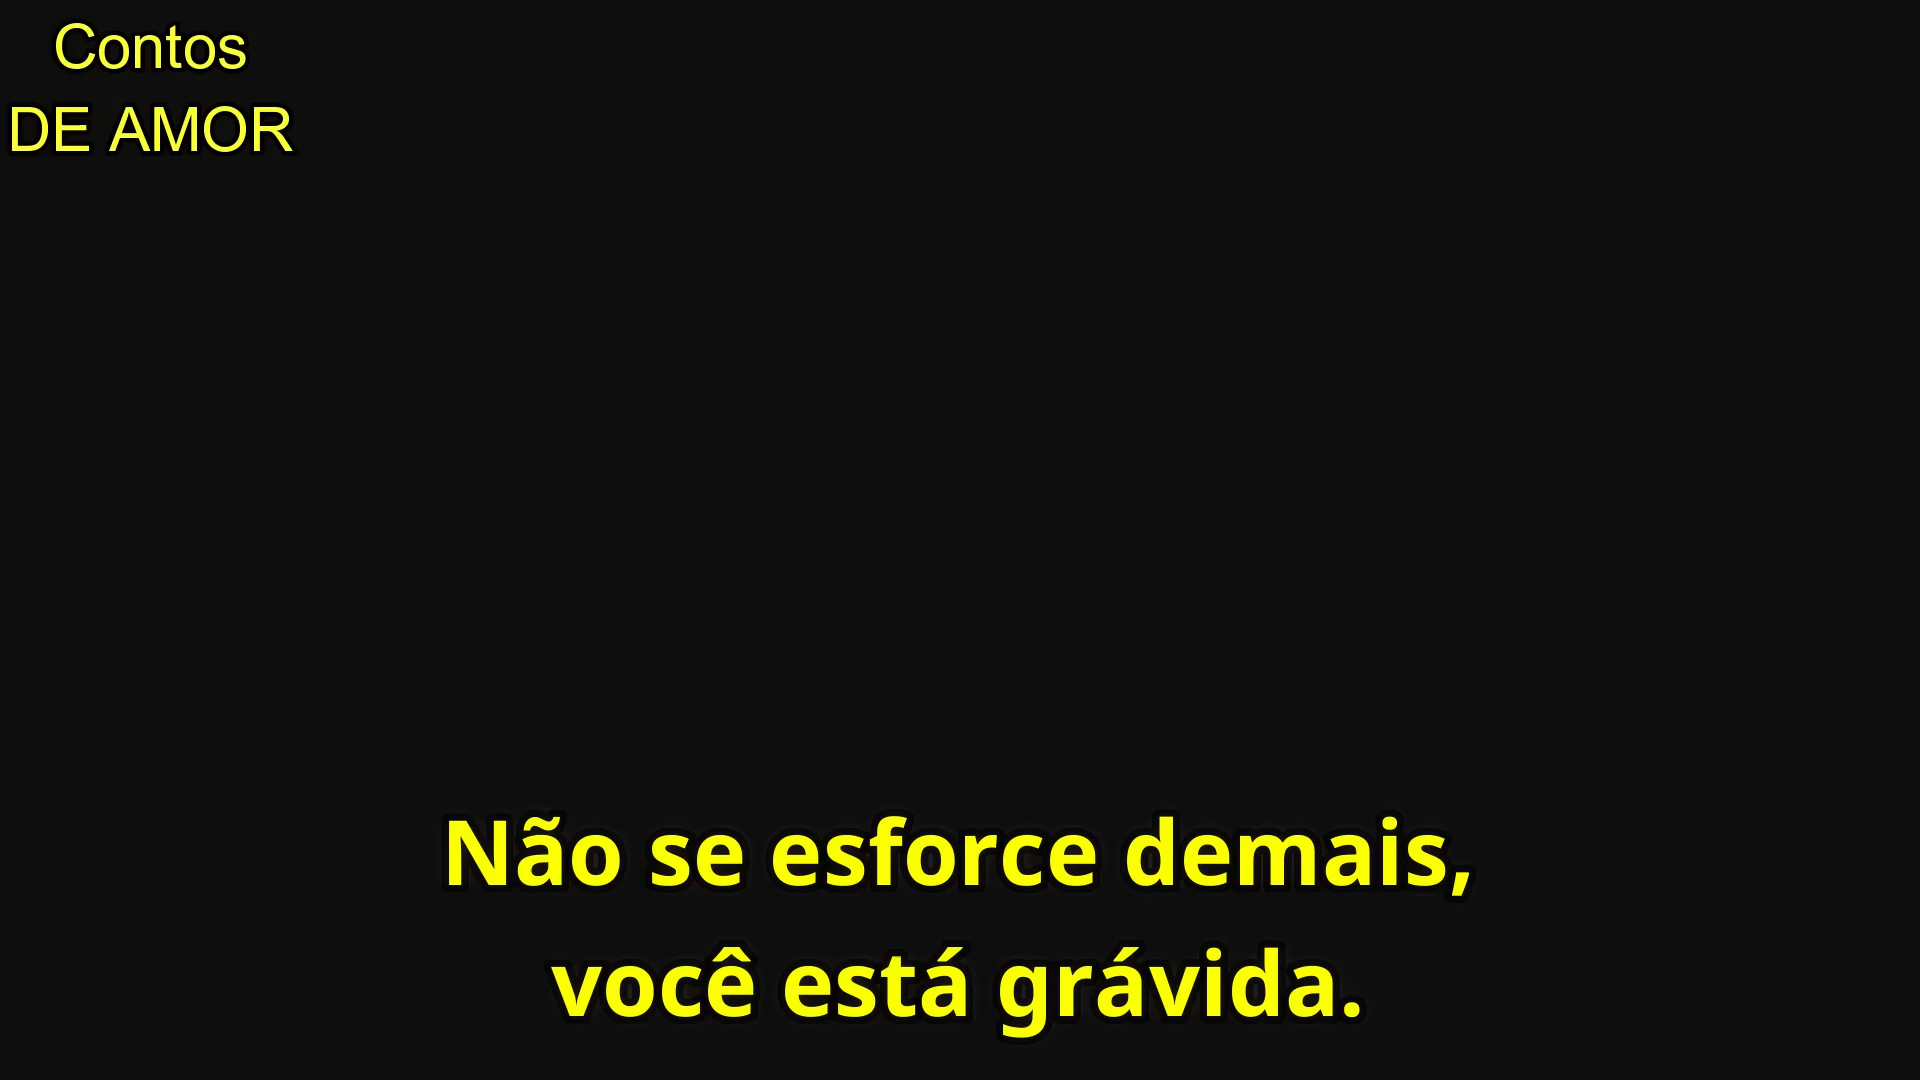 Contos
DE AMOR
Não se esforce demais,
você está grávida.